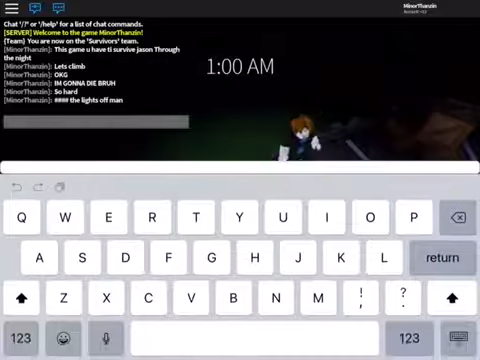 MinorThanzin
Chat '/?' or '/help' for a list of chat commands.
[SERVER] Welcome to the game MinorThanzin!
[Team] You are now on the 'Survivors' team.
[MinorThanzin]: This game u have ti survive jason Through
the night
[MinorThanzin]: Lets climb
[MinorThanzin]: OKG
[MinorThanzin]: IM GONNA DIE BRUH
[MinorThanzin]: So hard
[MinorThanzin]: #### the lights off man
1:00 AM
Q W E R T Y U I O P
A S D F G H J K L return
Z X C V B N M ! , ? .
123 123